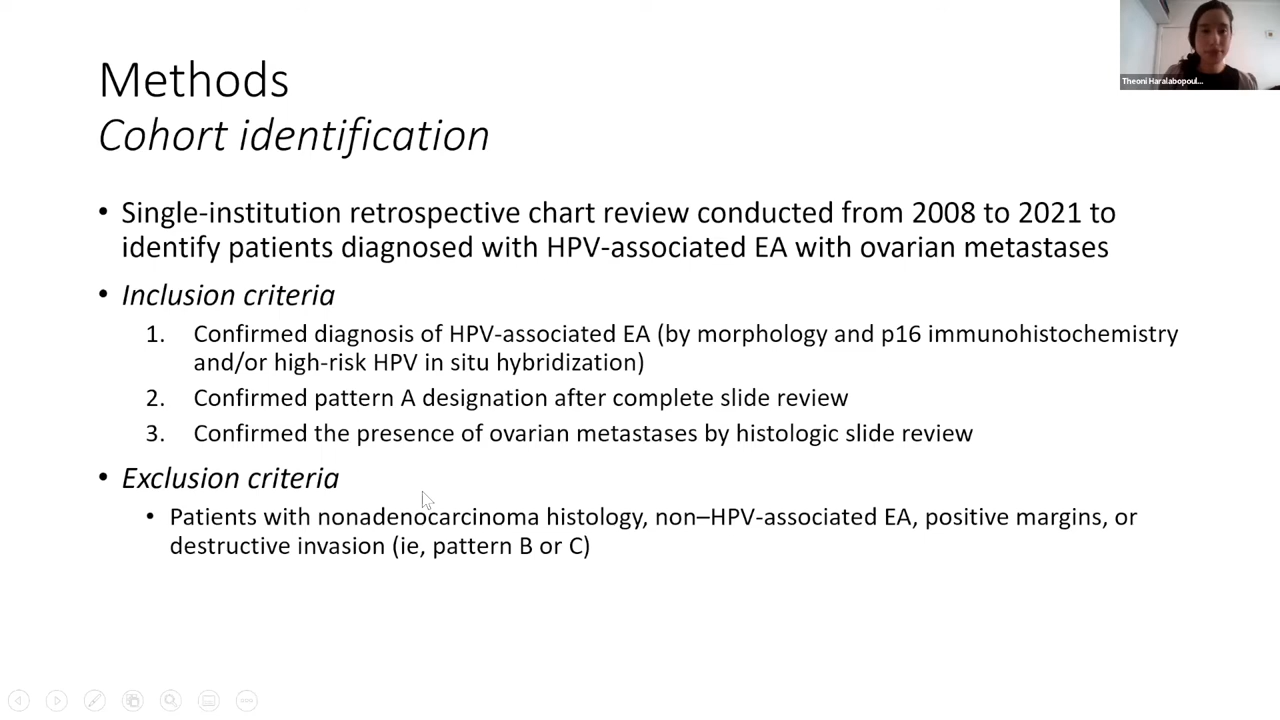 Theoni Haralabopoul...
Methods
Cohort identification
• Single-institution retrospective chart review conducted from 2008 to 2021 to
identify patients diagnosed with HPV-associated EA with ovarian metastases
• Inclusion criteria
1. Confirmed diagnosis of HPV-associated EA (by morphology and p16 immunohistochemistry
and/or high-risk HPV in situ hybridization)
2. Confirmed pattern A designation after complete slide review
3. Confirmed the presence of ovarian metastases by histologic slide review
• Exclusion criteria
• Patients with nonadenocarcinoma histology, non–HPV-associated EA, positive margins, or
destructive invasion (ie, pattern B or C)